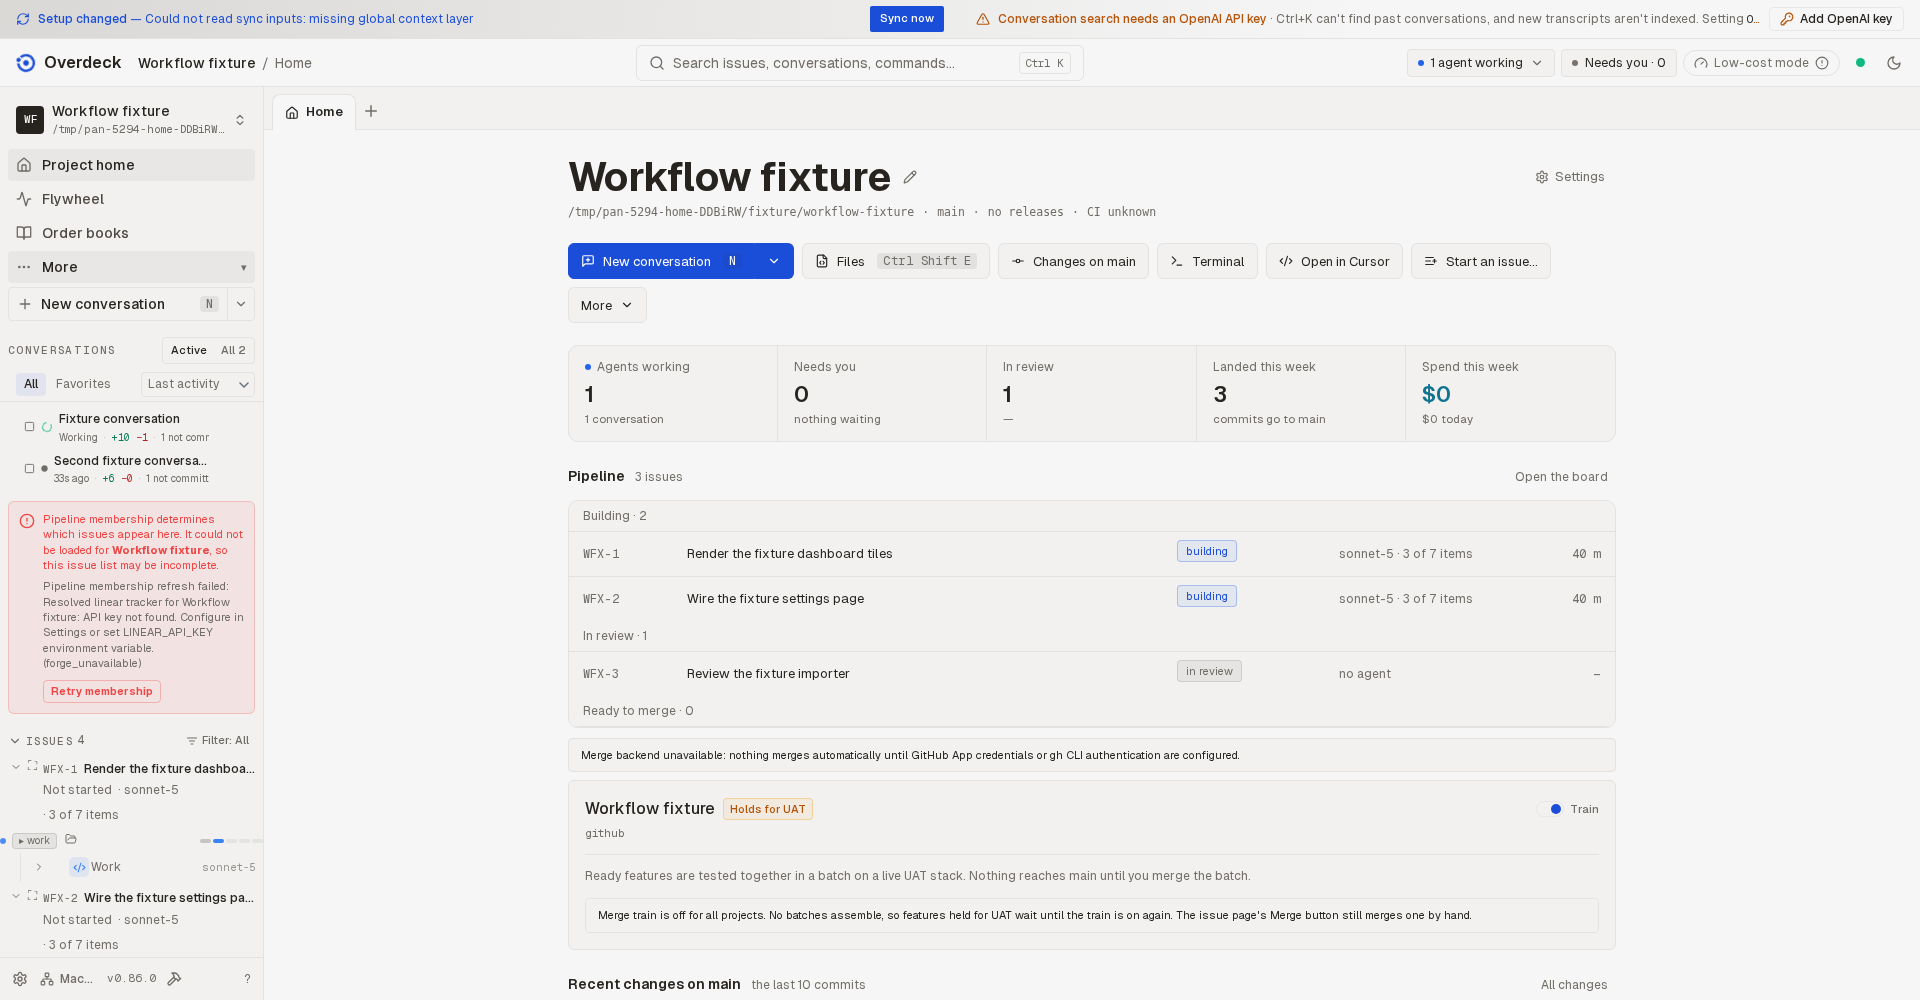 Setup changed — Could not read sync inputs: missing global context layer
Sync now
Conversation search needs an OpenAI API key · Ctrl+K can't find past conversations, and new transcripts aren't indexed. Setting o…
Add OpenAI key
Overdeck
Workflow fixture / Home
Search issues, conversations, commands...
Ctrl K
1 agent working
Needs you · 0
Low-cost mode
WF
Workflow fixture
/tmp/pan-5294-home-DDBiRW…
Project home
Flywheel
Order books
More
New conversation N
CONVERSATIONS
Active All 2
All Favorites
Last activity
Fixture conversation
Working · +10 −1 · 1 not comr
Second fixture conversa...
33s ago · +6 −0 · 1 not committ
Pipeline membership determines
which issues appear here. It could not
be loaded for Workflow fixture, so
this issue list may be incomplete.
Pipeline membership refresh failed:
Resolved linear tracker for Workflow
fixture: API key not found. Configure in
Settings or set LINEAR_API_KEY
environment variable.
(forge_unavailable)
Retry membership
ISSUES 4
Filter: All
WFX-1 Render the fixture dashboa...
Not started · sonnet-5
· 3 of 7 items
▸ work
Work
sonnet-5
WFX-2 Wire the fixture settings pa...
Not started · sonnet-5
· 3 of 7 items
Mac...
v0.86.0
?
Home
Workflow fixture
Settings
/tmp/pan-5294-home-DDBiRW/fixture/workflow-fixture · main · no releases · CI unknown
New conversation N
Files Ctrl Shift E
Changes on main
Terminal
Open in Cursor
Start an issue...
More
Agents working
1
1 conversation
Needs you
0
nothing waiting
In review
1
—
Landed this week
3
commits go to main
Spend this week
$0
$0 today
Pipeline 3 issues
Open the board
Building · 2
WFX-1 Render the fixture dashboard tiles building sonnet-5 · 3 of 7 items 40 m
WFX-2 Wire the fixture settings page building sonnet-5 · 3 of 7 items 40 m
In review · 1
WFX-3 Review the fixture importer in review no agent –
Ready to merge · 0
Merge backend unavailable: nothing merges automatically until GitHub App credentials or gh CLI authentication are configured.
Workflow fixture Holds for UAT
Train
github
Ready features are tested together in a batch on a live UAT stack. Nothing reaches main until you merge the batch.
Merge train is off for all projects. No batches assemble, so features held for UAT wait until the train is on again. The issue page's Merge button still merges one by hand.
Recent changes on main the last 10 commits
All changes